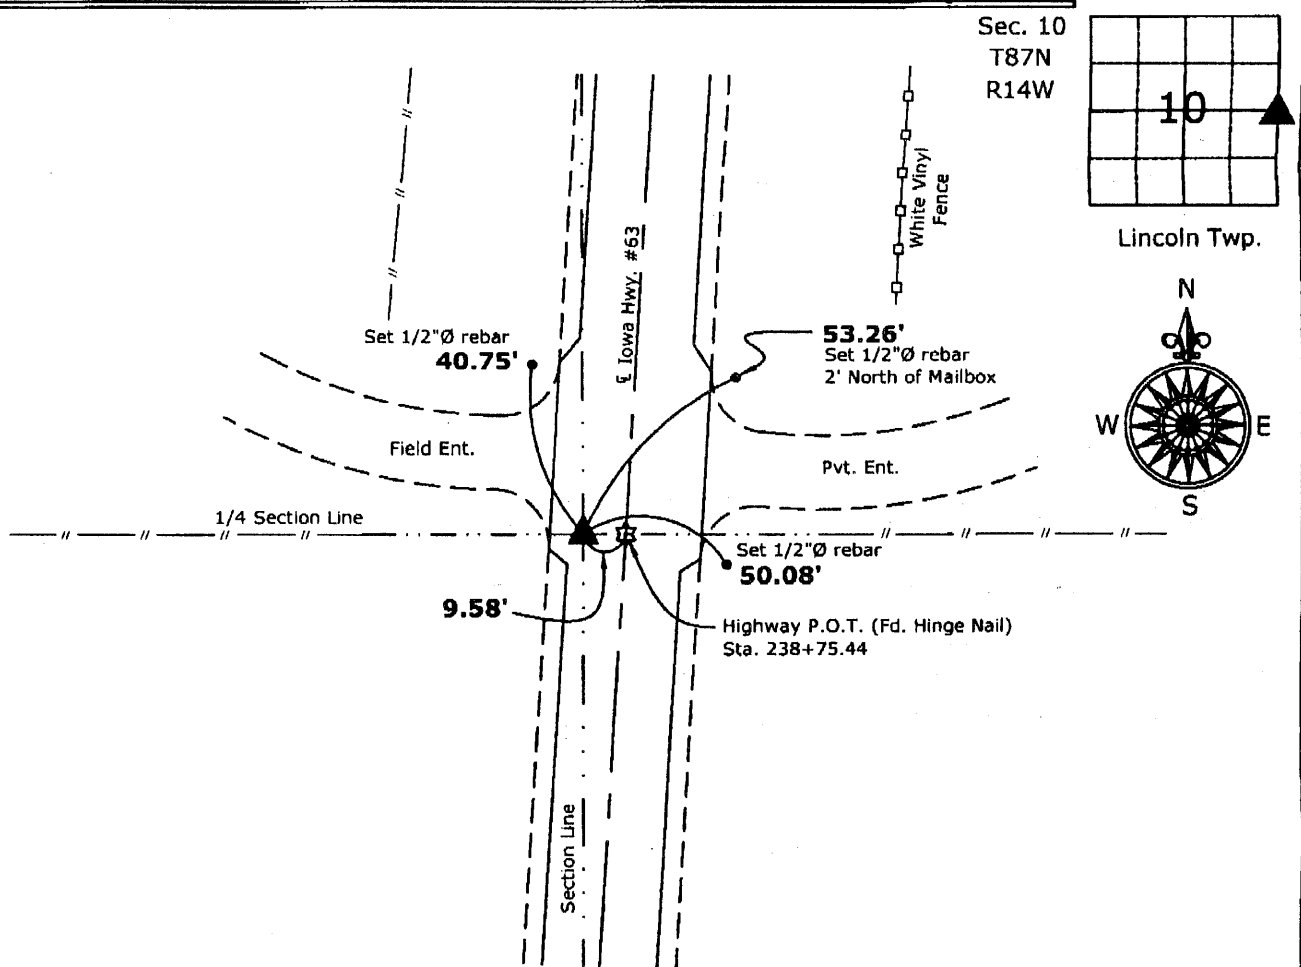 Sec. 10
T87N
R14W
10
Lincoln Twp.
N
W
E
S
White Vinyl
Fence
℄ Iowa Hwy. #63
Set 1/2"Ø rebar
40.75'
53.26'
Set 1/2"Ø rebar
2' North of Mailbox
Field Ent.
Pvt. Ent.
1/4 Section Line
Set 1/2"Ø rebar
50.08'
9.58'
Highway P.O.T. (Fd. Hinge Nail)
Sta. 238+75.44
Section Line